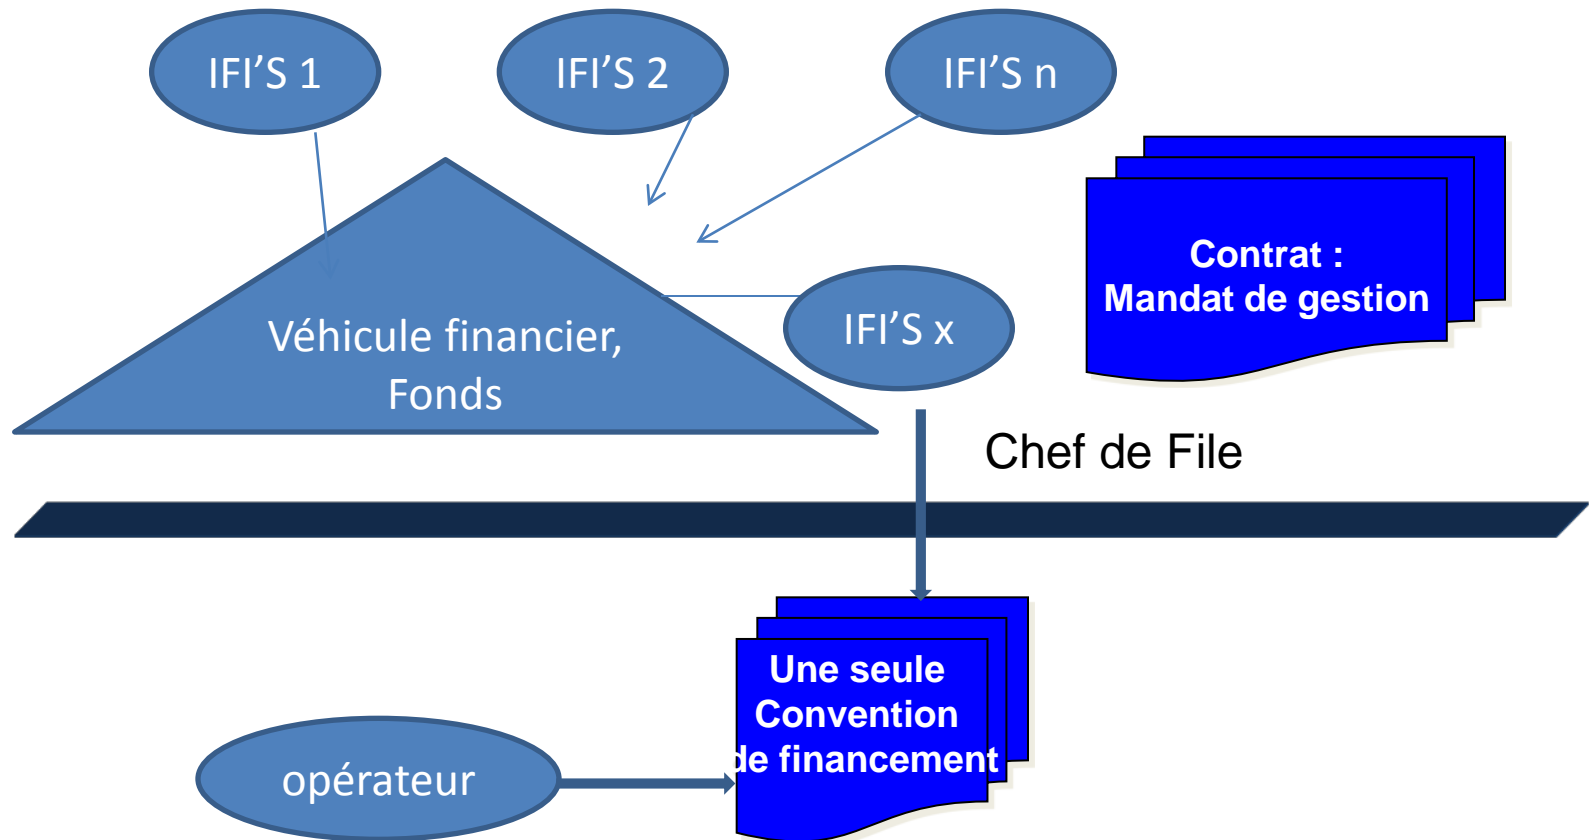 IFI’S 1
IFI’S 2
IFI’S n
Contrat :
Mandat de gestion
Véhicule financier,
Fonds
IFI’S x
Chef de File
Une seule
Convention
de financement
opérateur